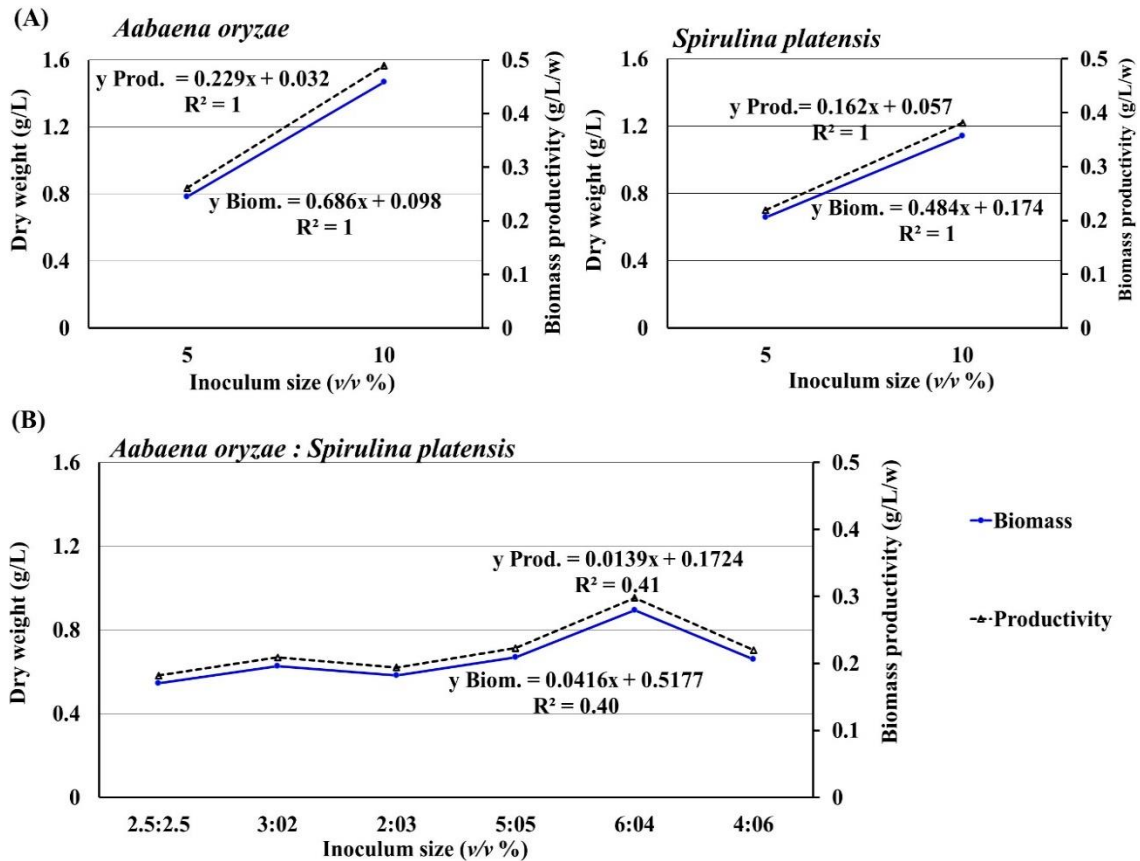 (A)
Aabaena oryzae
Spirulina platensis
1.6
1.2
0.8
0.4
0
Dry weight (g/L)
y Prod. = 0.229x + 0.032
R² = 1
y Biom. = 0.686x + 0.098
R² = 1
0.5
0.4
0.3
0.2
0.1
0
Biomass productivity (g/L/w)
5 10
Inoculum size (v/v %)
1.6
1.2
0.8
0.4
0
Dry weight (g/L)
y Prod.= 0.162x + 0.057
R² = 1
y Biom. = 0.484x + 0.174
R² = 1
0.5
0.4
0.3
0.2
0.1
0
Biomass productivity (g/L/w)
5 10
Inoculum size (v/v %)
(B)
Aabaena oryzae : Spirulina platensis
1.6
1.2
0.8
0.4
0
Dry weight (g/L)
y Prod. = 0.0139x + 0.1724
R² = 0.41
y Biom. = 0.0416x + 0.5177
R² = 0.40
0.5
0.4
0.3
0.2
0.1
0
Biomass productivity (g/L/w)
2.5:2.5 3:02 2:03 5:05 6:04 4:06
Inoculum size (v/v %)
Biomass
Productivity